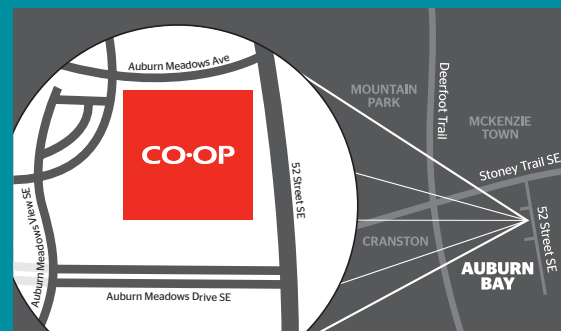 Auburn Meadows Ave
CO-OP
52 Street SE
Auburn Meadows View SE
Auburn Meadows Drive SE
MOUNTAIN
PARK
Deerfoot Trail
MCKENZIE
TOWN
Stoney Trail SE
52 Street SE
CRANSTON
AUBURN
BAY